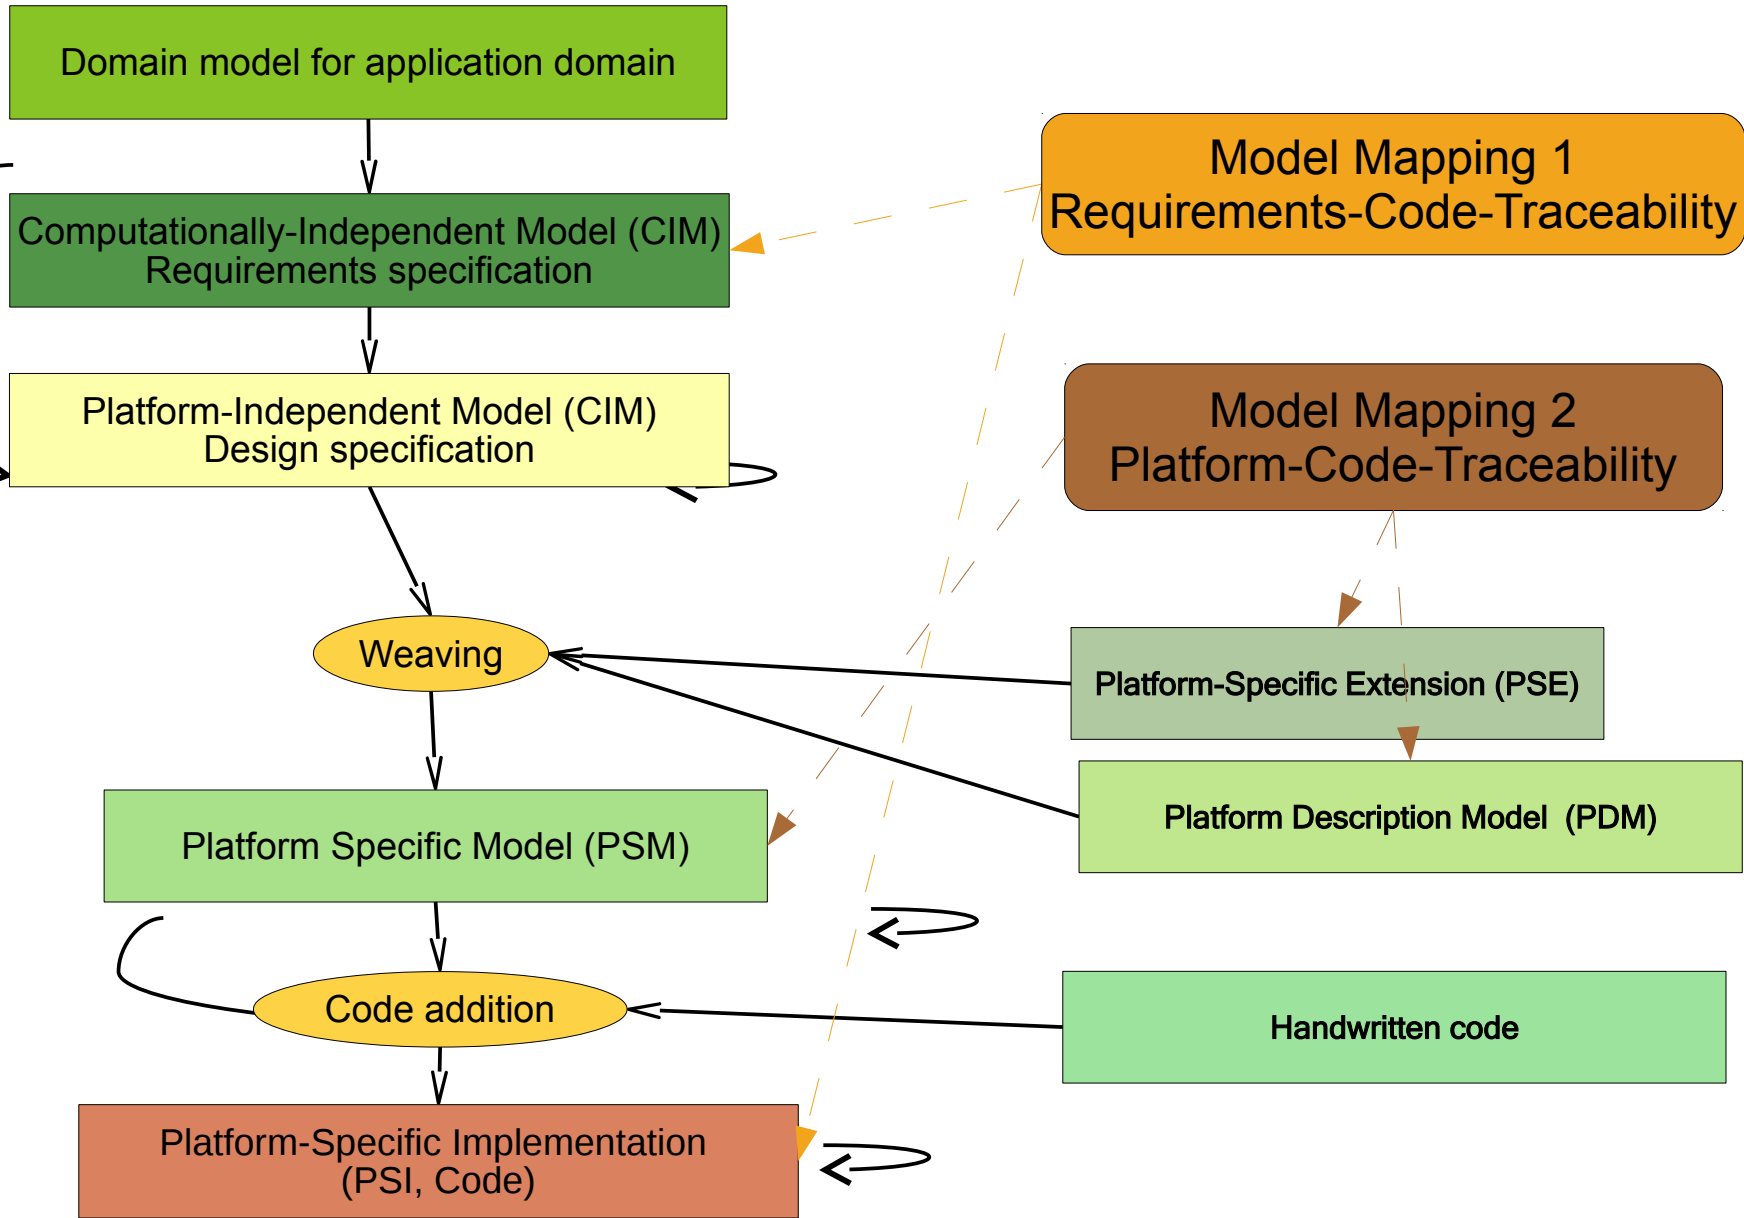 Domain model for application domain
Computationally-Independent Model (CIM)
Requirements specification
Platform-Independent Model (CIM)
Design specification
Weaving
Platform Specific Model (PSM)
Code addition
Platform-Specific Implementation
(PSI, Code)
Model Mapping 1
Requirements-Code-Traceability
Model Mapping 2
Platform-Code-Traceability
Platform-Specific Extension (PSE)
Platform Description Model  (PDM)
Handwritten code